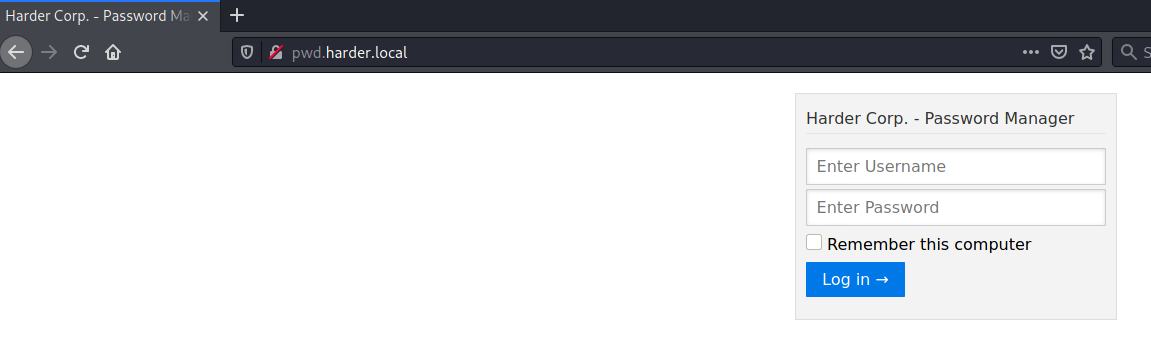 Harder Corp. - Password Ma
pwd.harder.local
S
Harder Corp. - Password Manager
Enter Username
Enter Password
Remember this computer
Log in →